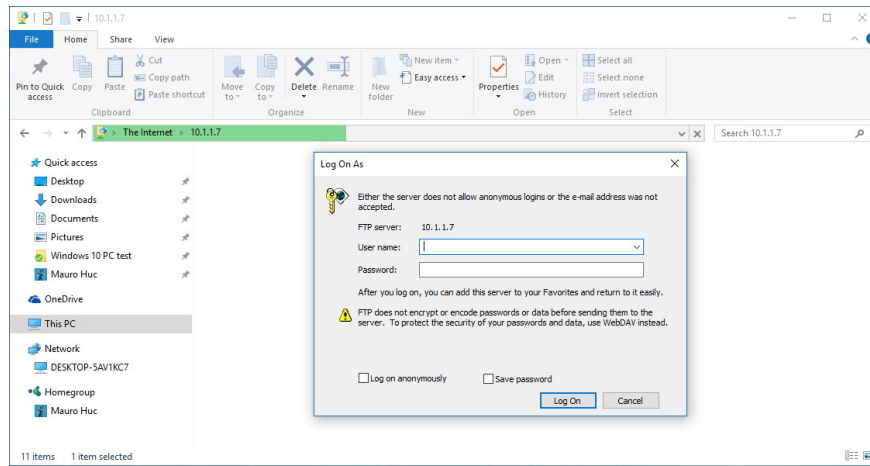 10.1.1.7
File Home Share View
Pin to Quick access
Copy
Paste
Cut
Copy path
Paste shortcut
Clipboard
Move to
Copy to
Delete
Rename
Organize
New folder
New item
Easy access
New
Properties
Open
Edit
History
Open
Select all
Select none
Invert selection
Select
The Internet > 10.1.1.7
Search 10.1.1.7
Quick access
Desktop
Downloads
Documents
Pictures
Windows 10 PC test
Mauro Huc
OneDrive
This PC
Network
DESKTOP-5AV1KC7
Homegroup
Mauro Huc
Log On As
Either the server does not allow anonymous logins or the e-mail address was not
accepted.
FTP server: 10.1.1.7
User name:
Password:
After you log on, you can add this server to your Favorites and return to it easily.
FTP does not encrypt or encode passwords or data before sending them to the
server. To protect the security of your passwords and data, use WebDAV instead.
Log on anonymously Save password
Log On Cancel
11 items 1 item selected